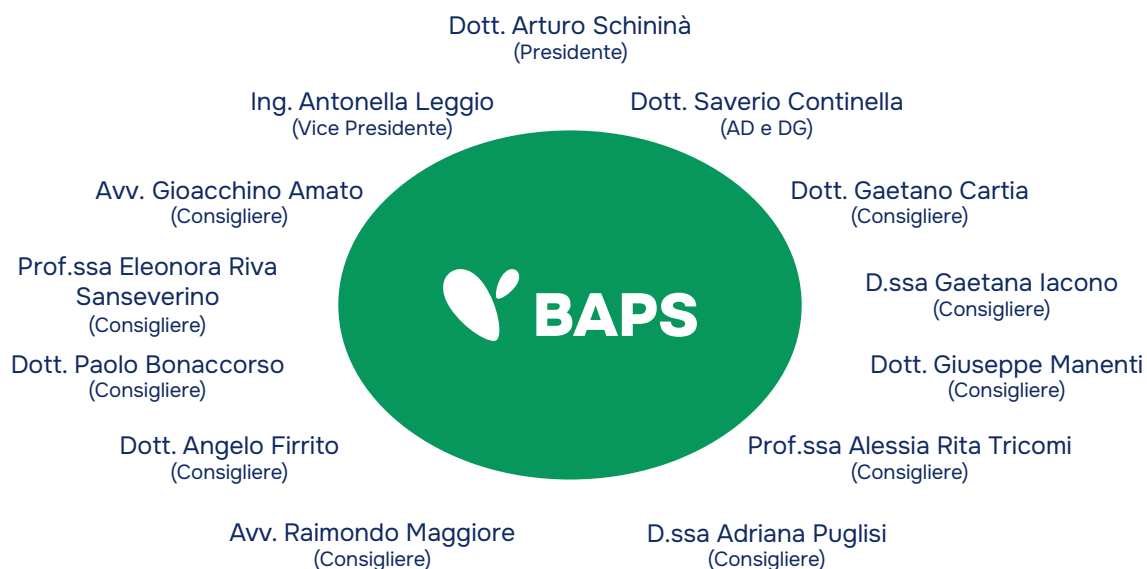 Dott. Arturo Schininà
(Presidente)
Ing. Antonella Leggio
(Vice Presidente)
Dott. Saverio Continella
(AD e DG)
Avv. Gioacchino Amato
(Consigliere)
Dott. Gaetano Cartia
(Consigliere)
Prof.ssa Eleonora Riva
Sanseverino
(Consigliere)
D.ssa Gaetana Iacono
(Consigliere)
BAPS
Dott. Paolo Bonaccorso
(Consigliere)
Dott. Giuseppe Manenti
(Consigliere)
Dott. Angelo Firrito
(Consigliere)
Prof.ssa Alessia Rita Tricomi
(Consigliere)
Avv. Raimondo Maggiore
(Consigliere)
D.ssa Adriana Puglisi
(Consigliere)